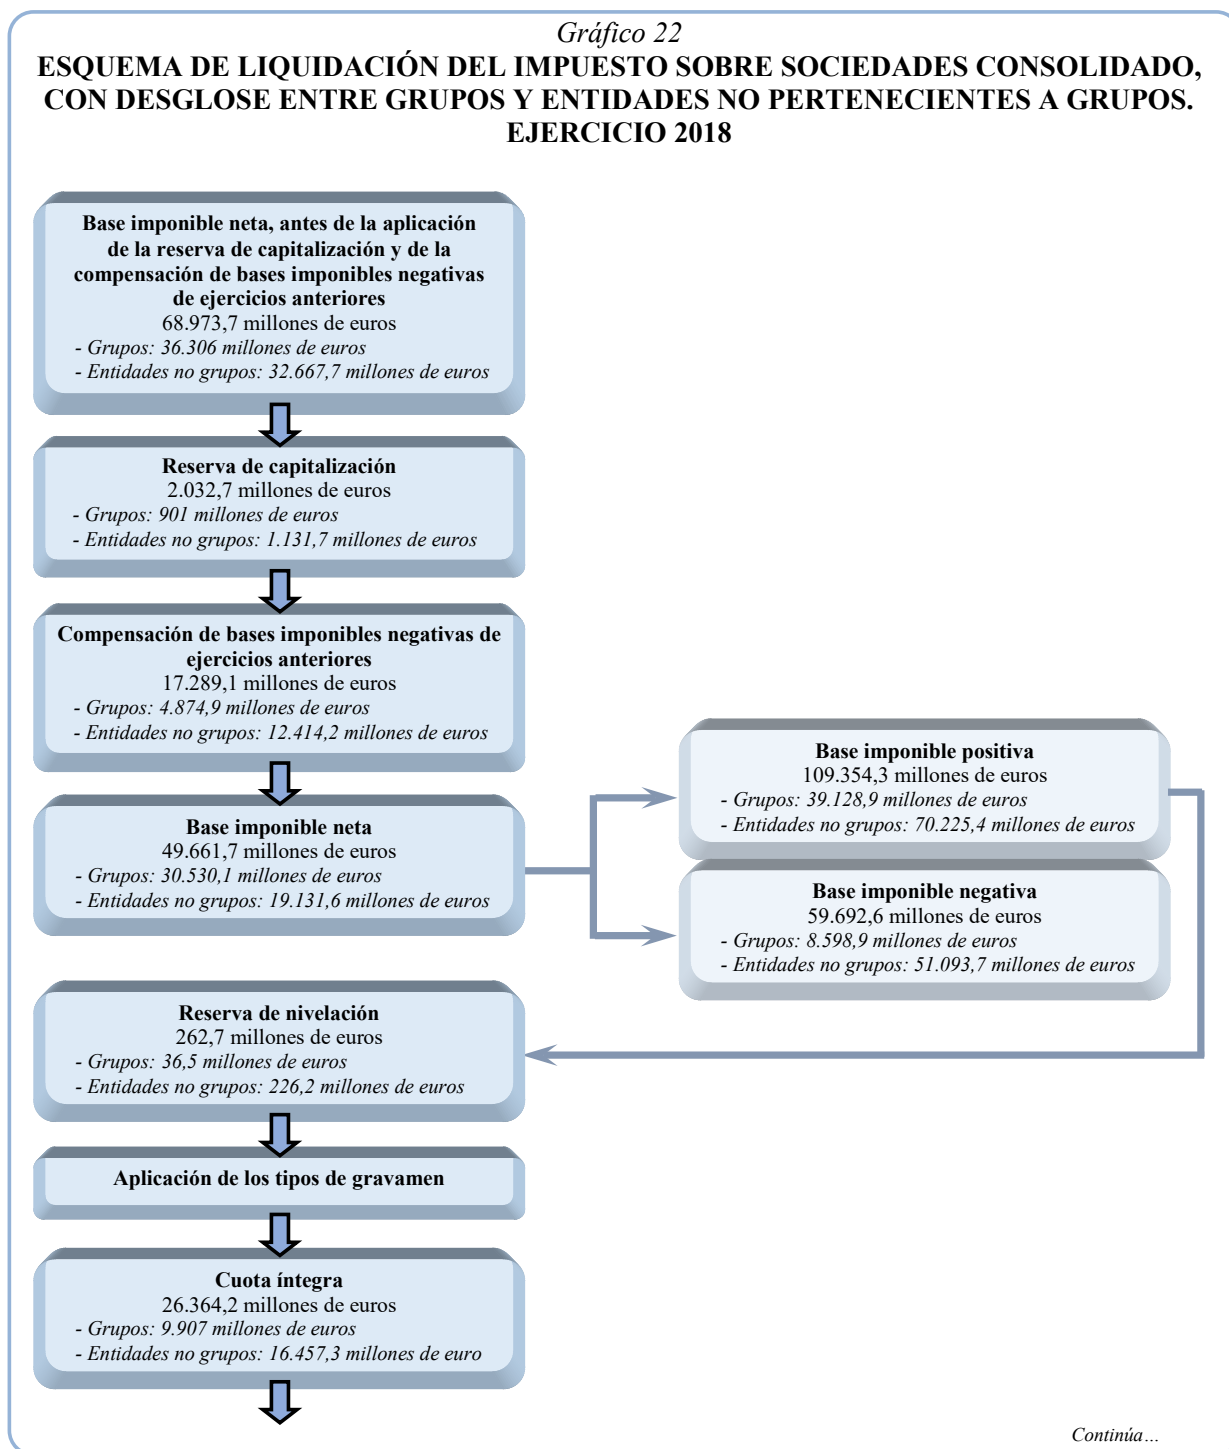 Gráfico 22
ESQUEMA DE LIQUIDACIÓN DEL IMPUESTO SOBRE SOCIEDADES CONSOLIDADO,
CON DESGLOSE ENTRE GRUPOS Y ENTIDADES NO PERTENECIENTES A GRUPOS.
EJERCICIO 2018
Base imponible neta, antes de la aplicación
de la reserva de capitalización y de la
compensación de bases imponibles negativas
de ejercicios anteriores
68.973,7 millones de euros
- Grupos: 36.306 millones de euros
- Entidades no grupos: 32.667,7 millones de euros
Reserva de capitalización
2.032,7 millones de euros
- Grupos: 901 millones de euros
- Entidades no grupos: 1.131,7 millones de euros
Compensación de bases imponibles negativas de
ejercicios anteriores
17.289,1 millones de euros
- Grupos: 4.874,9 millones de euros
- Entidades no grupos: 12.414,2 millones de euros
Base imponible neta
49.661,7 millones de euros
- Grupos: 30.530,1 millones de euros
- Entidades no grupos: 19.131,6 millones de euros
Base imponible positiva
109.354,3 millones de euros
- Grupos: 39.128,9 millones de euros
- Entidades no grupos: 70.225,4 millones de euros
Base imponible negativa
59.692,6 millones de euros
- Grupos: 8.598,9 millones de euros
- Entidades no grupos: 51.093,7 millones de euros
Reserva de nivelación
262,7 millones de euros
- Grupos: 36,5 millones de euros
- Entidades no grupos: 226,2 millones de euros
Aplicación de los tipos de gravamen
Cuota íntegra
26.364,2 millones de euros
- Grupos: 9.907 millones de euros
- Entidades no grupos: 16.457,3 millones de euro
Continúa…